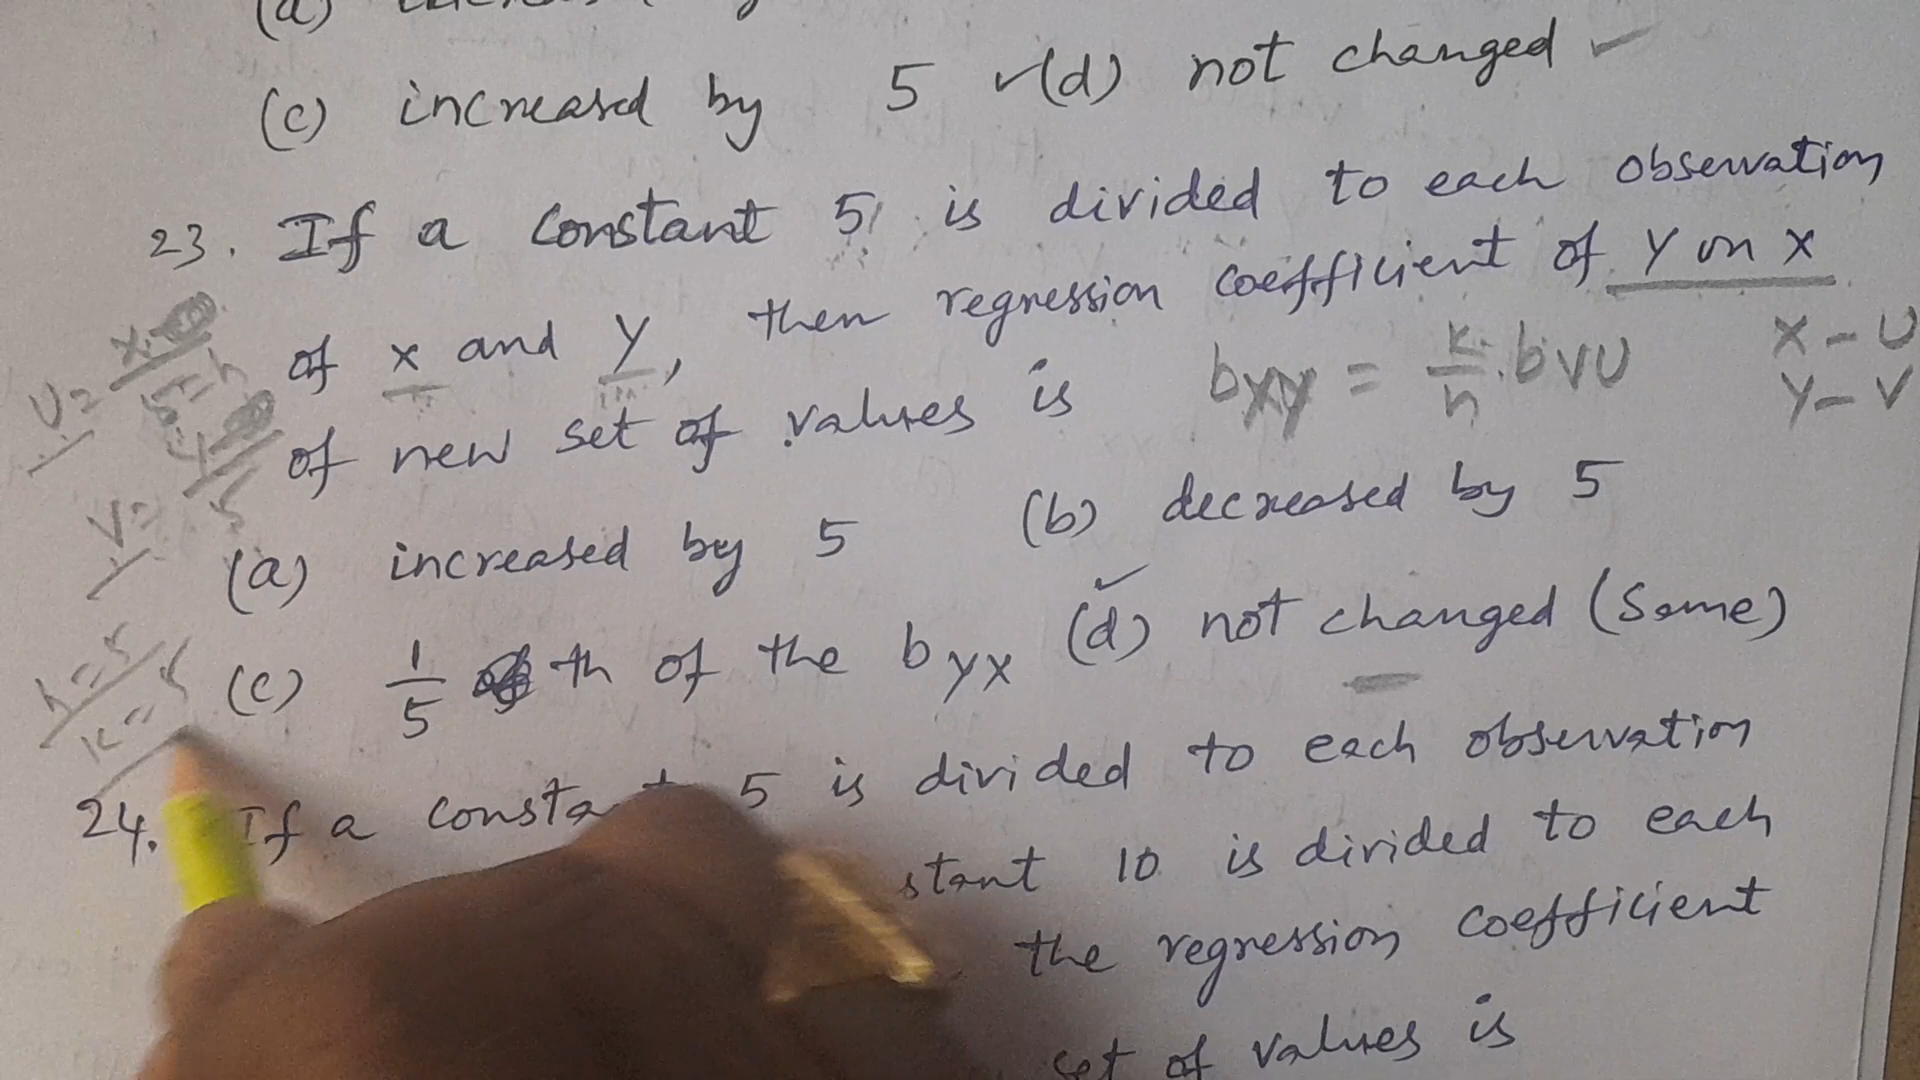 (c) increased by 5 (d) not changed
23. If a constant 5 is divided to each observation
of x and y, then regression coefficient of y on x
of new set of values is
byx = k/h . bvu
x - u
y - v
u =
v =
(a) increased by 5 (b) decreased by 5
(c) 1/5 th of the byx (d) not changed (Same)
h = 5
k = 5
24. If a 5 is divided to each observation
10 is divided to each
the regression coefficient
set of values is